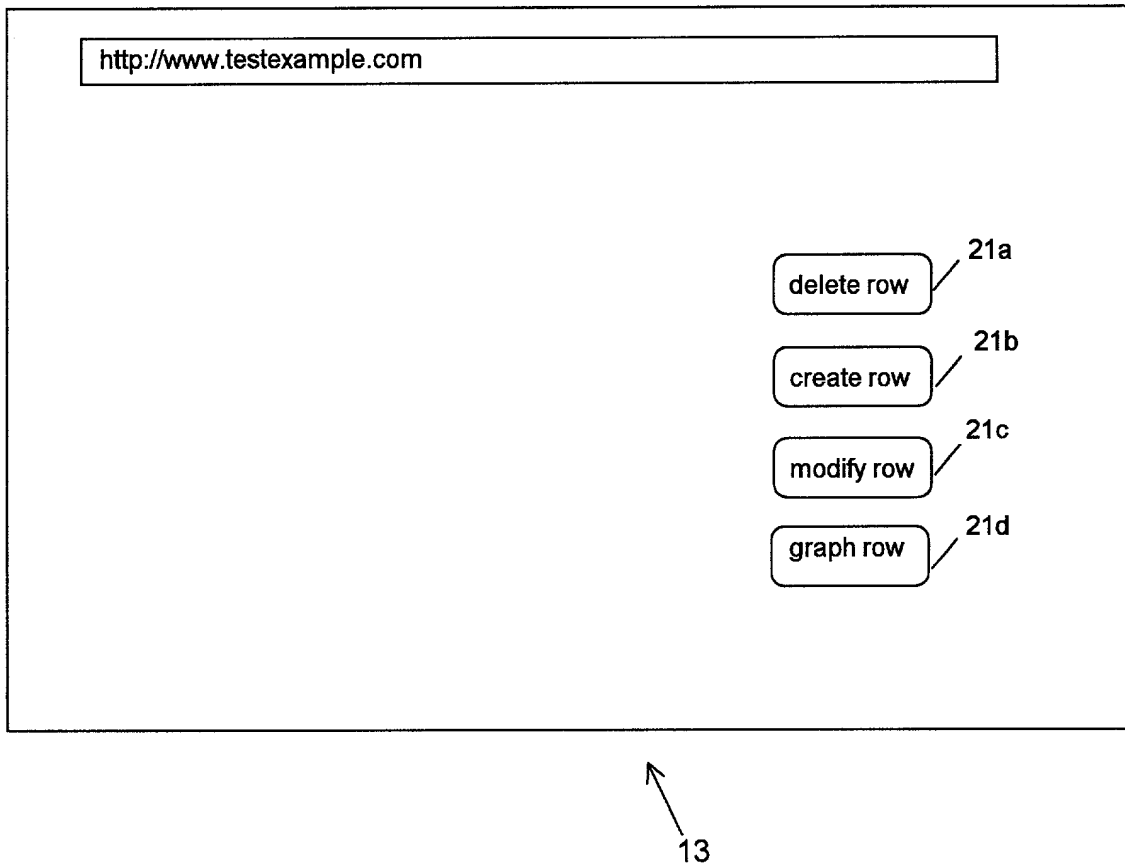 http://www.testexample.com
21a
delete row
21b
create row
21c
modify row
21d
graph row
13